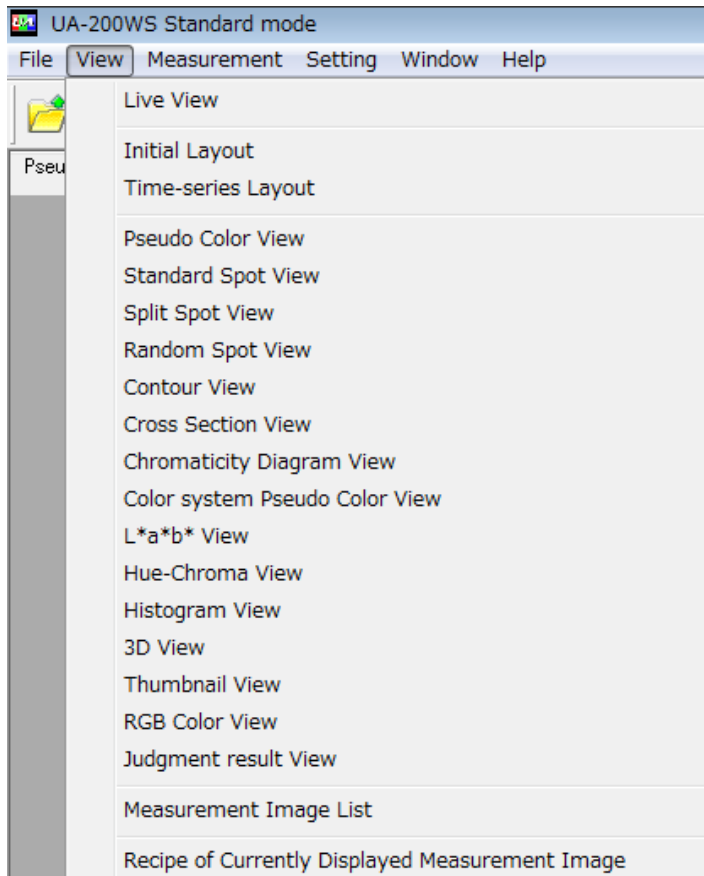 UA-200WS Standard mode
File View Measurement Setting Window Help
Live View
Initial Layout
Pseu
Time-series Layout
Pseudo Color View
Standard Spot View
Split Spot View
Random Spot View
Contour View
Cross Section View
Chromaticity Diagram View
Color system Pseudo Color View
L*a*b* View
Hue-Chroma View
Histogram View
3D View
Thumbnail View
RGB Color View
Judgment result View
Measurement Image List
Recipe of Currently Displayed Measurement Image